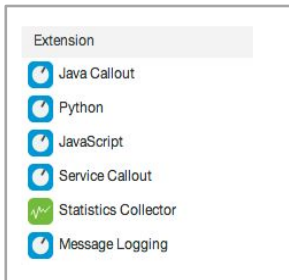 Extension
Java Callout
Python
JavaScript
Service Callout
Statistics Collector
Message Logging